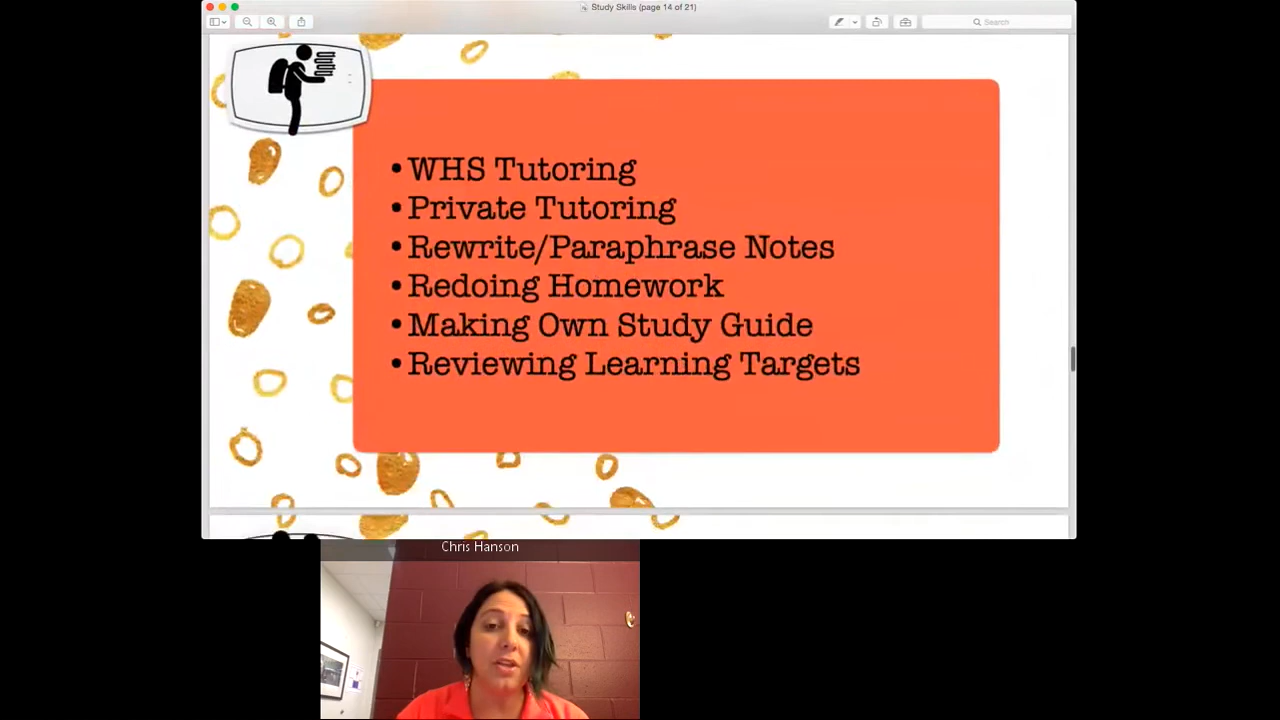 Study Skills (page 14 of 21)
Search
•WHS Tutoring
•Private Tutoring
•Rewrite/Paraphrase Notes
•Redoing Homework
•Making Own Study Guide
•Reviewing Learning Targets
Chris Hanson